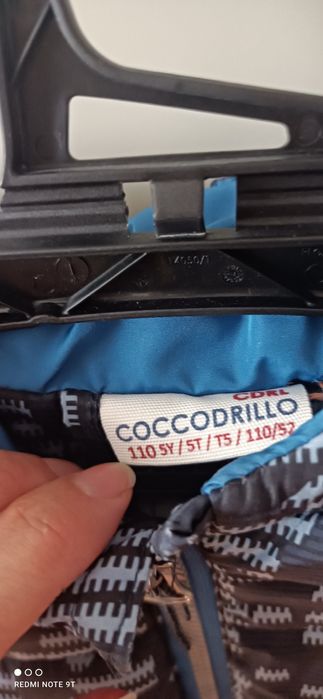 CDRL
COCCODRILLO
110 5Y / 5T / T5 / 110/52
REDMI NOTE 9T